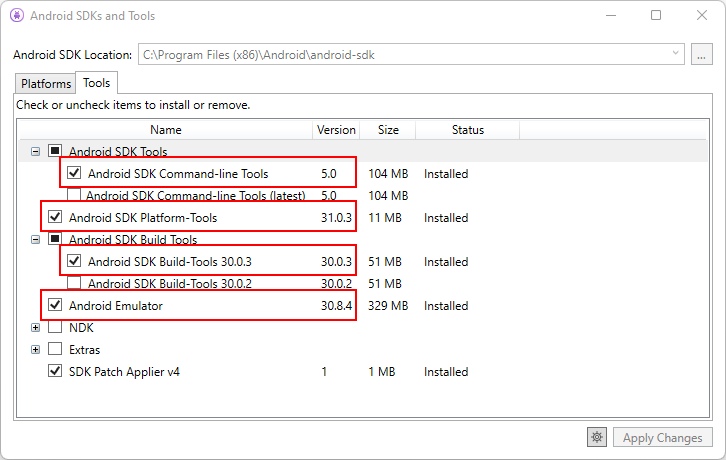 Android SDKs and Tools
Android SDK Location: C:\Program Files (x86)\Android\android-sdk ...
Platforms Tools
Check or uncheck items to install or remove.
Name Version Size Status
Android SDK Tools
Android SDK Command-line Tools 5.0 104 MB Installed
Android SDK Command-line Tools (latest) 5.0 104 MB
Android SDK Platform-Tools 31.0.3 11 MB Installed
Android SDK Build Tools
Android SDK Build-Tools 30.0.3 30.0.3 51 MB Installed
Android SDK Build-Tools 30.0.2 30.0.2 51 MB
Android Emulator 30.8.4 329 MB Installed
NDK
Extras
SDK Patch Applier v4 1 1 MB Installed
Apply Changes